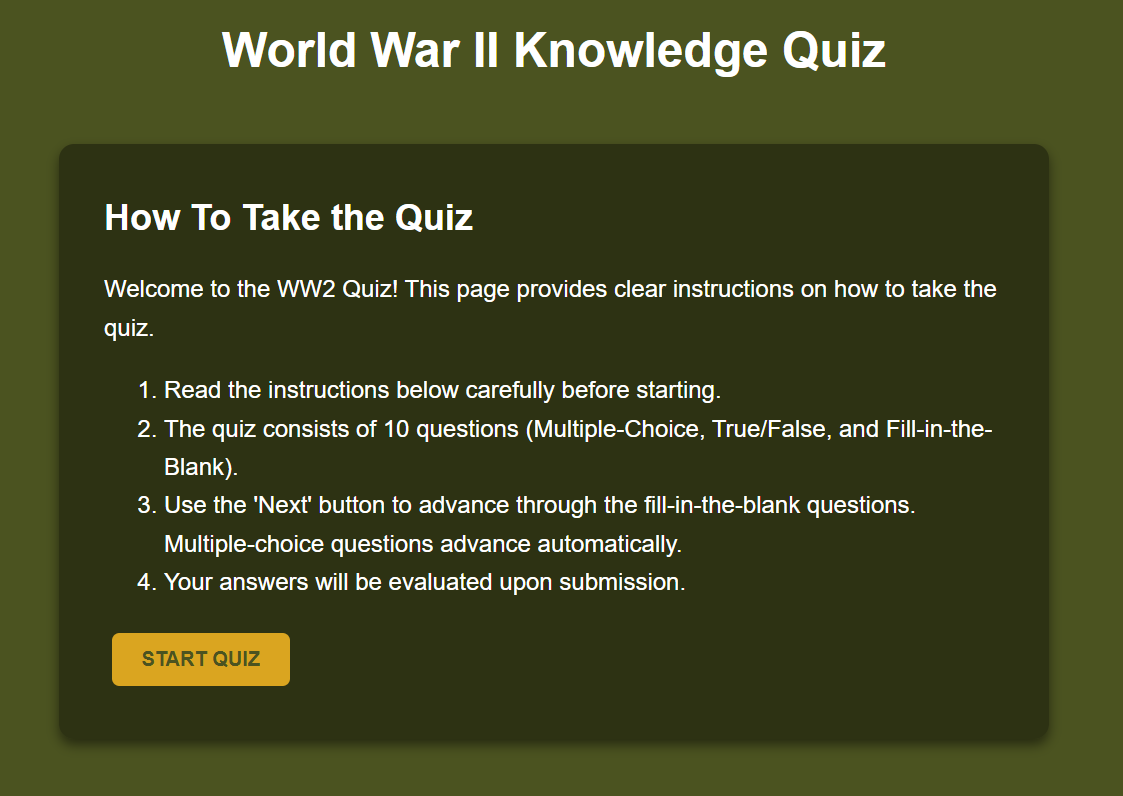 World War II Knowledge Quiz
How To Take the Quiz
Welcome to the WW2 Quiz! This page provides clear instructions on how to take the
quiz.
1. Read the instructions below carefully before starting.
2. The quiz consists of 10 questions (Multiple-Choice, True/False, and Fill-in-the-
Blank).
3. Use the 'Next' button to advance through the fill-in-the-blank questions.
Multiple-choice questions advance automatically.
4. Your answers will be evaluated upon submission.
START QUIZ